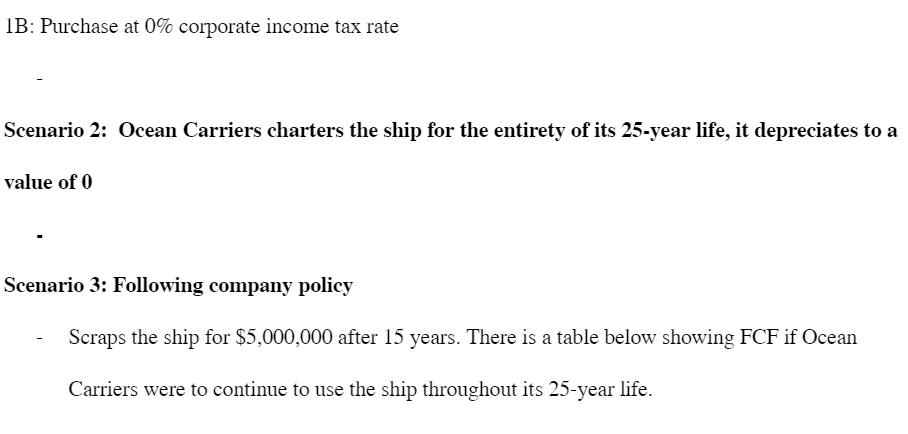 1B: Purchase at 0% corporate income tax rate
-
Scenario 2:  Ocean Carriers charters the ship for the entirety of its 25-year life, it depreciates to a
value of 0
-
Scenario 3: Following company policy
- Scraps the ship for $5,000,000 after 15 years. There is a table below showing FCF if Ocean
Carriers were to continue to use the ship throughout its 25-year life.